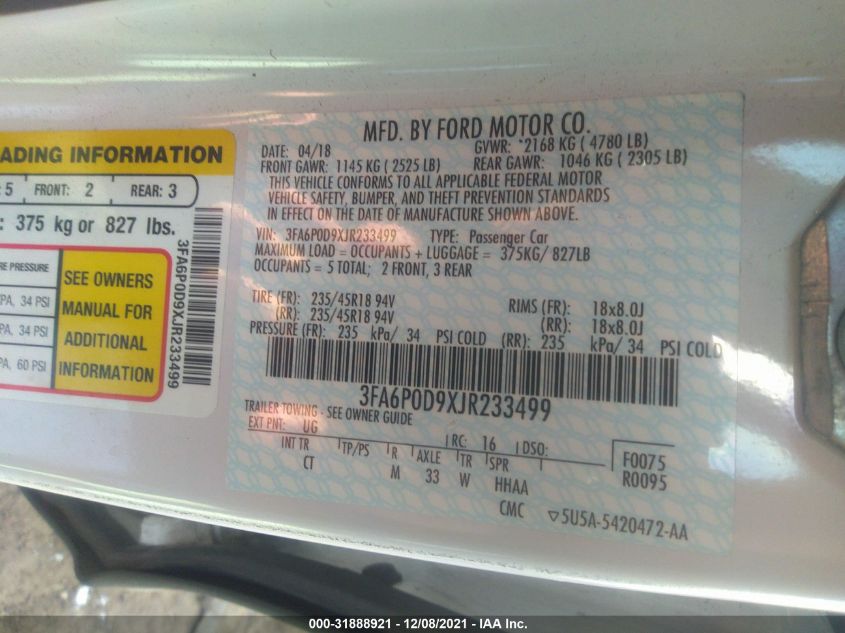 ADING INFORMATION
5 FRONT: 2 REAR: 3
: 375 kg or 827 lbs.
RE PRESSURE
PA, 34 PSI
PA, 34 PSI
PA, 60 PSI
SEE OWNERS
MANUAL FOR
ADDITIONAL
INFORMATION
3FA6P0D9XJR233499
MFD. BY FORD MOTOR CO.
DATE: 04/18 GVWR: *2168 KG ( 4780 LB)
FRONT GAWR: 1145 KG ( 2525 LB) REAR GAWR: 1046 KG ( 2305 LB)
THIS VEHICLE CONFORMS TO ALL APPLICABLE FEDERAL MOTOR
VEHICLE SAFETY, BUMPER, AND THEFT PREVENTION STANDARDS
IN EFFECT ON THE DATE OF MANUFACTURE SHOWN ABOVE.
VIN: 3FA6P0D9XJR233499 TYPE: Passenger Car
MAXIMUM LOAD = OCCUPANTS + LUGGAGE = 375KG/ 827LB
OCCUPANTS = 5 TOTAL; 2 FRONT, 3 REAR
TIRE (FR): 235/45R18 94V RIMS (FR): 18x8.0J
(RR): 235/45R18 94V (RR): 18x8.0J
PRESSURE (FR): 235 kPa/ 34 PSI COLD (RR): 235 kPa/ 34 PSI COLD
3FA6P0D9XJR233499
TRAILER TOWING - SEE OWNER GUIDE
EXT PNT: UG RC: 16 DSO:
INT TR TP/PS R AXLE TR SPR
CT M 33 W HHAA
F0075
R0095
CMC ▽5U5A-5420472-AA
000-31888921 - 12/08/2021 - IAA Inc.